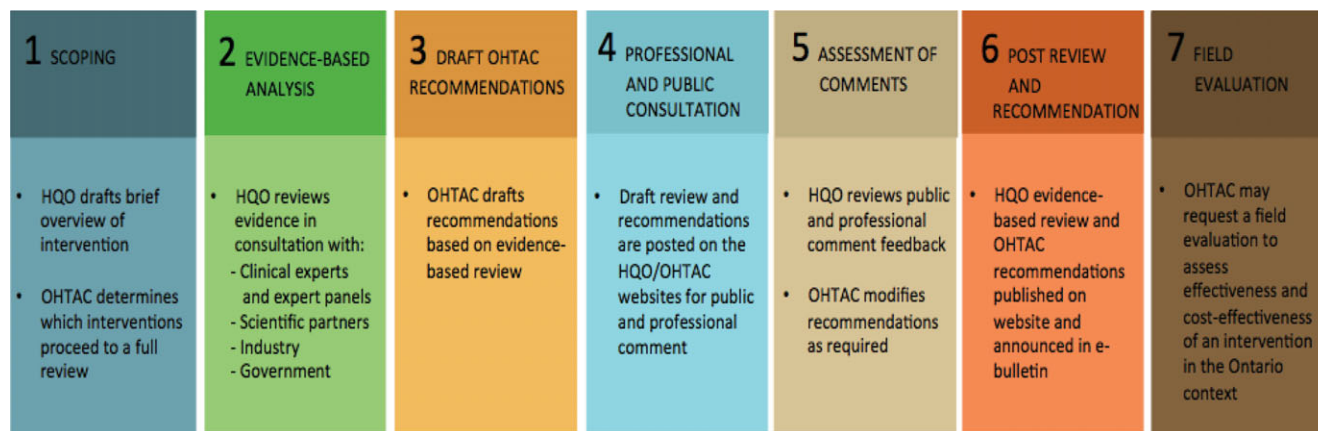 1 SCOPING
• HQO drafts brief
overview of
intervention
• OHTAC determines
which interventions
proceed to a full
review
2 EVIDENCE-BASED
ANALYSIS
• HQO reviews
evidence in
consultation with:
- Clinical experts
and expert panels
- Scientific partners
- Industry
- Government
3 DRAFT OHTAC
RECOMMENDATIONS
• OHTAC drafts
recommendations
based on evidence-
based review
4 PROFESSIONAL
AND PUBLIC
CONSULTATION
• Draft review and
recommendations
are posted on the
HQO/OHTAC
websites for public
and professional
comment
5 ASSESSMENT OF
COMMENTS
• HQO reviews public
and professional
comment feedback
• OHTAC modifies
recommendations
as required
6 POST REVIEW
AND
RECOMMENDATION
• HQO evidence-
based review and
OHTAC
recommendations
published on
website and
announced in e-
bulletin
7 FIELD
EVALUATION
• OHTAC may
request a field
evaluation to
assess
effectiveness and
cost-effectiveness
of an intervention
in the Ontario
context